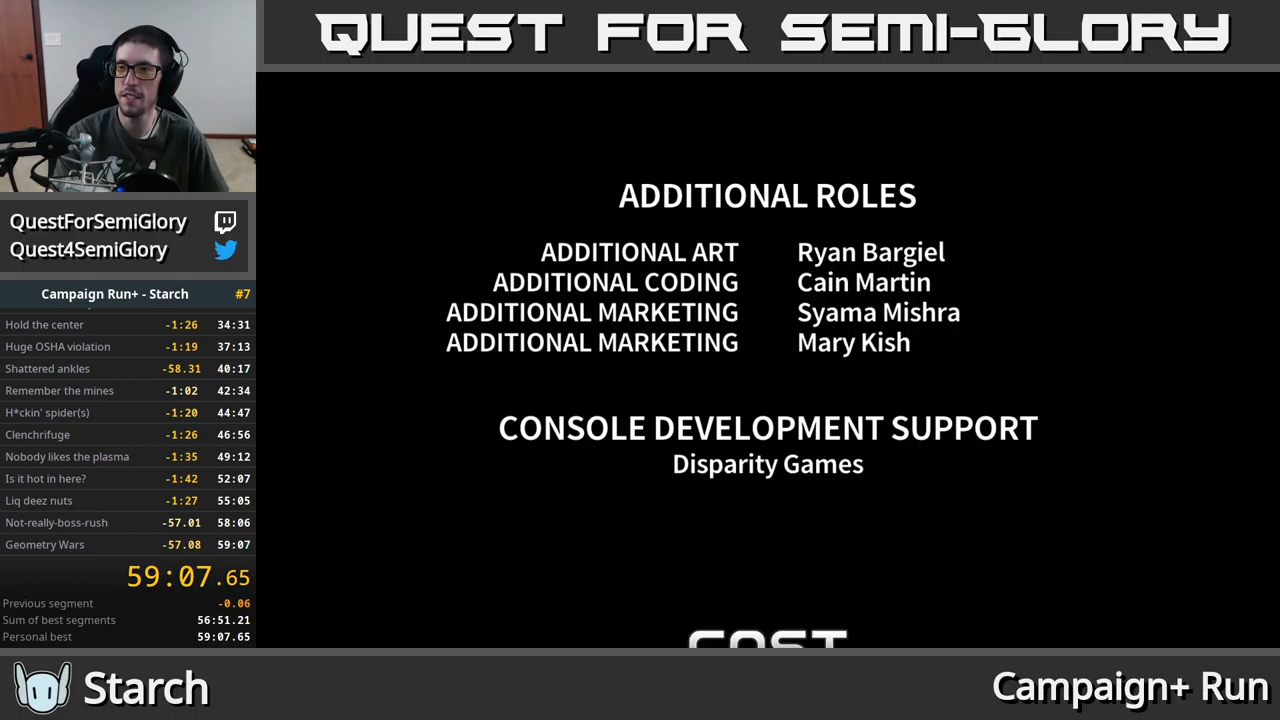 QUEST FOR SEMI-GLORY
QuestForSemiGlory
Quest4SemiGlory
Campaign Run+ - Starch #7
Hold the center -1:26 34:31
Huge OSHA violation -1:19 37:13
Shattered ankles -58.31 40:17
Remember the mines -1:02 42:34
H*ckin' spider(s) -1:20 44:47
Clenchrifuge -1:26 46:56
Nobody likes the plasma -1:35 49:12
Is it hot in here? -1:42 52:07
Liq deez nuts -1:27 55:05
Not-really-boss-rush -57.01 58:06
Geometry Wars -57.08 59:07
59:07.65
Previous segment -0.06
Sum of best segments 56:51.21
Personal best 59:07.65
ADDITIONAL ROLES
ADDITIONAL ART Ryan Bargiel
ADDITIONAL CODING Cain Martin
ADDITIONAL MARKETING Syama Mishra
ADDITIONAL MARKETING Mary Kish
CONSOLE DEVELOPMENT SUPPORT
Disparity Games
Starch
Campaign+ Run